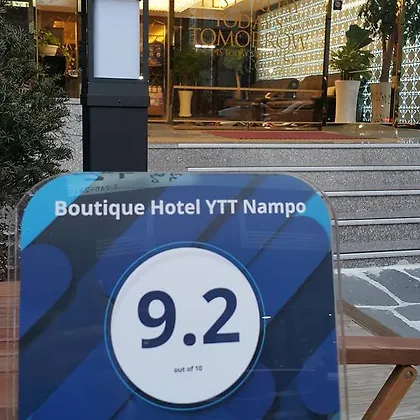 TODAY
TOMORROW
Boutique Hotel YTT Nampo
9.2
out of 10